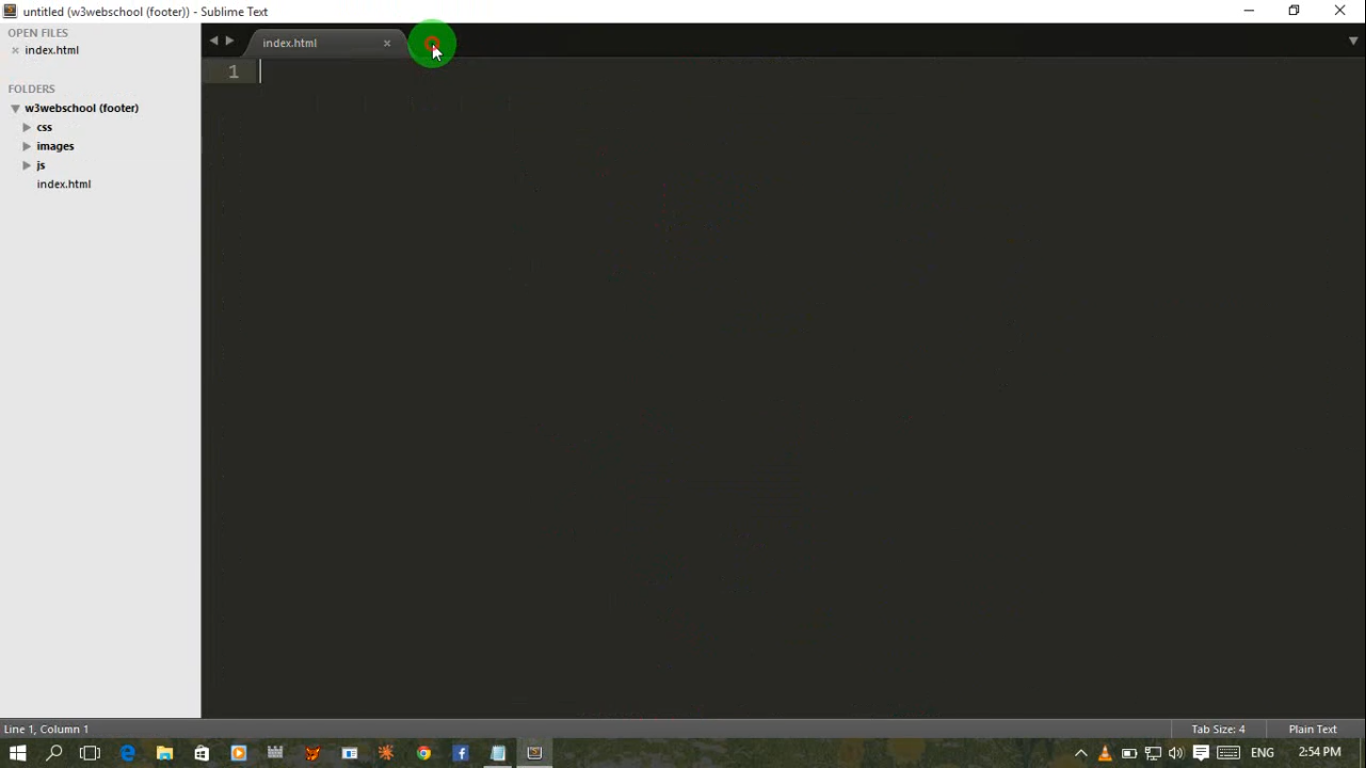 untitled (w3webschool (footer)) - Sublime Text
OPEN FILES
index.html
FOLDERS
w3webschool (footer)
css
images
js
index.html
index.html
1
Line 1, Column 1
Tab Size: 4
Plain Text
ENG
2:54 PM